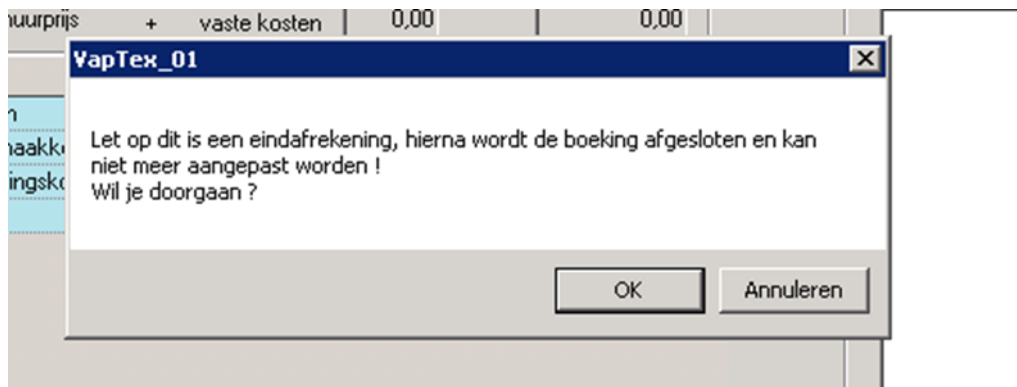 + vaste kosten 0,00 0,00
VapTex_01
Let op dit is een eindafrekening, hierna wordt de boeking afgesloten en kan
niet meer aangepast worden !
Wil je doorgaan ?
OK Annuleren